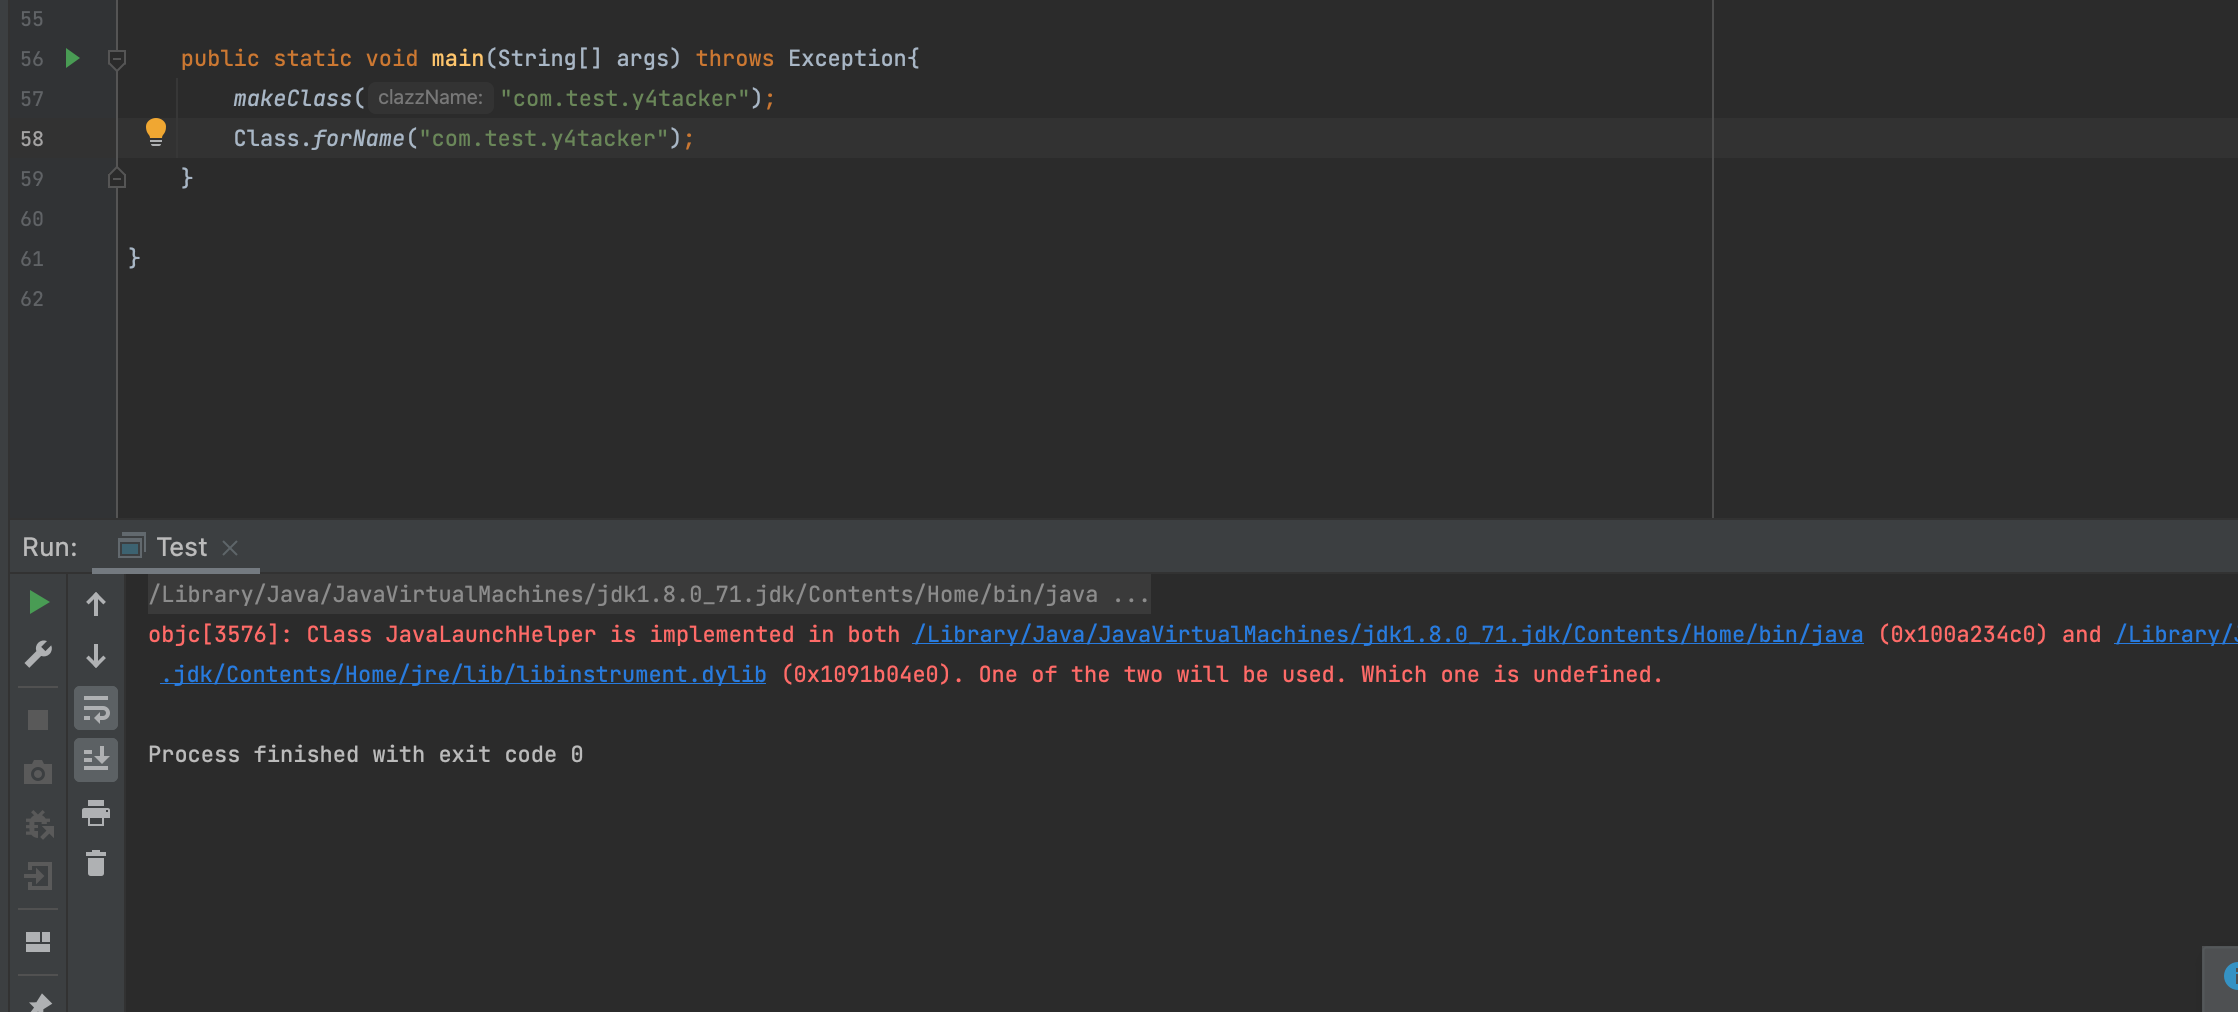 55
56 public static void main(String[] args) throws Exception{
57 makeClass( clazzName: "com.test.y4tacker");
58 Class.forName("com.test.y4tacker");
59 }
60
61 }
62
Run: Test
/Library/Java/JavaVirtualMachines/jdk1.8.0_71.jdk/Contents/Home/bin/java ...
objc[3576]: Class JavaLaunchHelper is implemented in both /Library/Java/JavaVirtualMachines/jdk1.8.0_71.jdk/Contents/Home/bin/java (0x100a234c0) and /Library/
.jdk/Contents/Home/jre/lib/libinstrument.dylib (0x1091b04e0). One of the two will be used. Which one is undefined.
Process finished with exit code 0